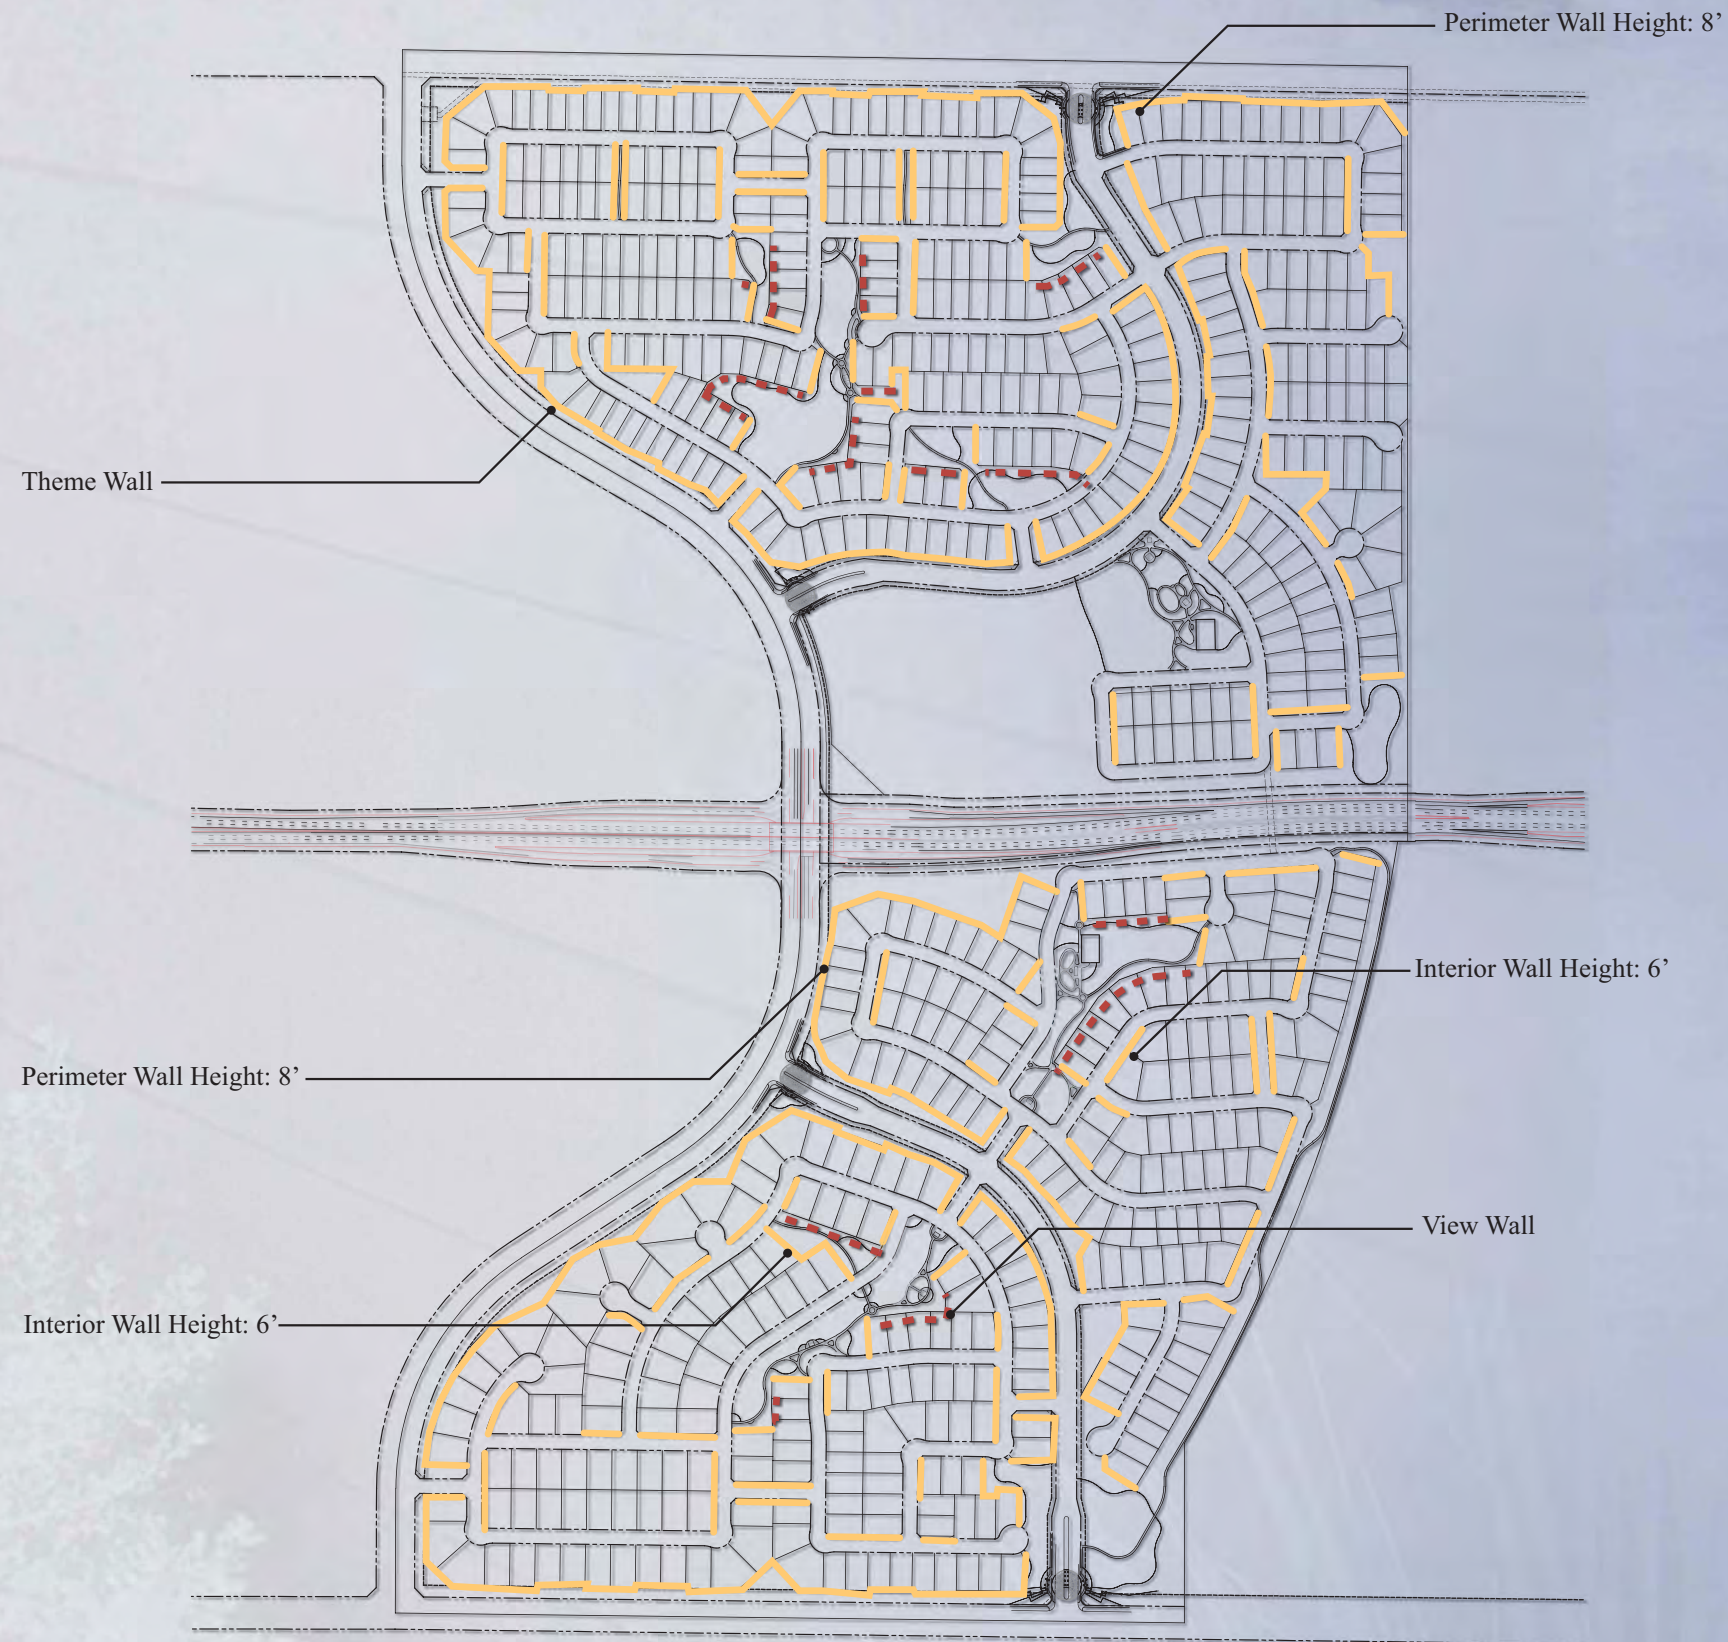 Perimeter Wall Height: 8’
Theme Wall
Interior Wall Height: 6’
Perimeter Wall Height: 8’
View Wall
Interior Wall Height: 6’